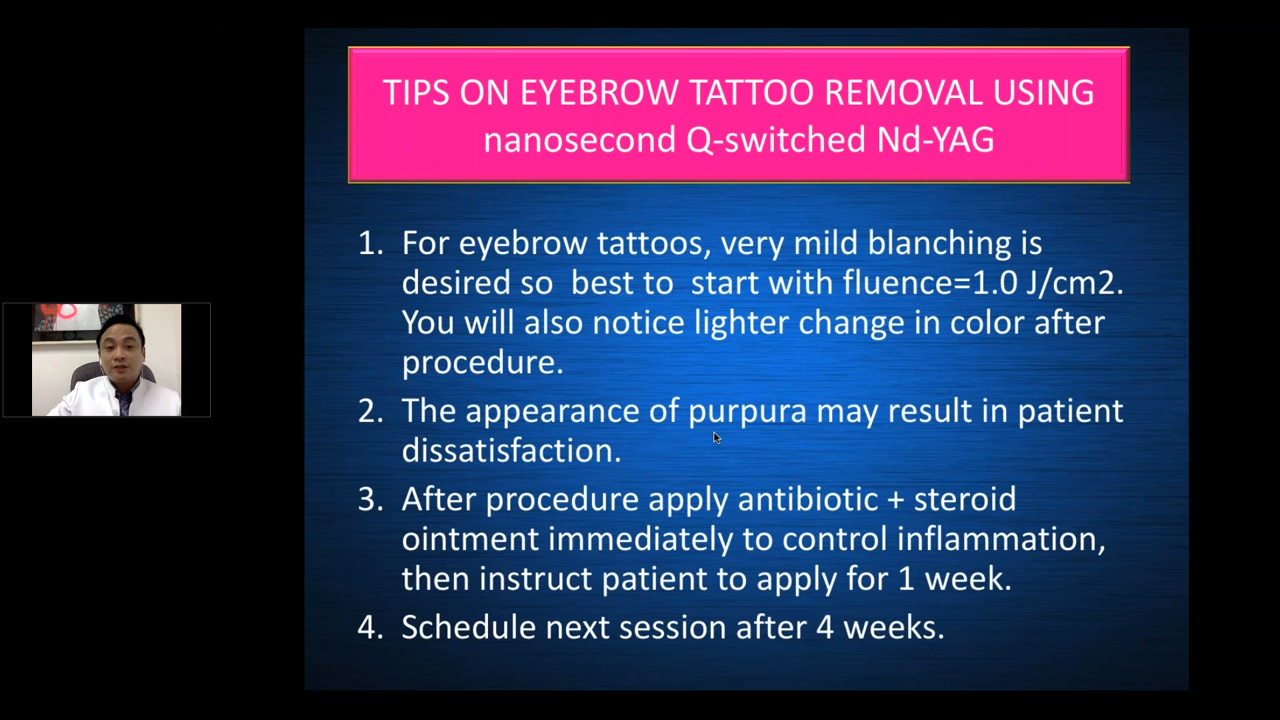 TIPS ON EYEBROW TATTOO REMOVAL USING
nanosecond Q-switched Nd-YAG
1. For eyebrow tattoos, very mild blanching is
desired so  best to  start with fluence=1.0 J/cm2.
You will also notice lighter change in color after
procedure.
2. The appearance of purpura may result in patient
dissatisfaction.
3. After procedure apply antibiotic + steroid
ointment immediately to control inflammation,
then instruct patient to apply for 1 week.
4. Schedule next session after 4 weeks.